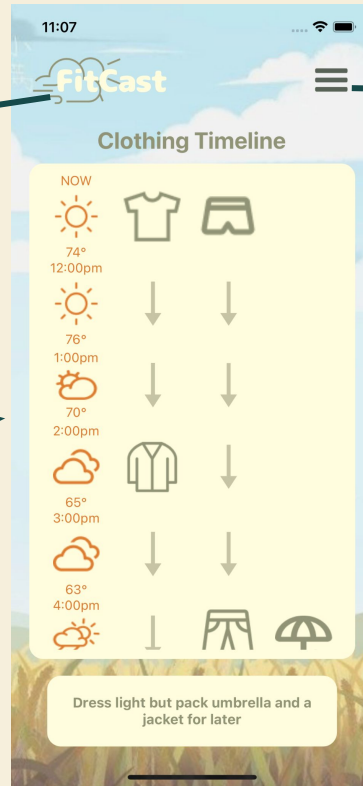 11:07
FitCast
Clothing Timeline
NOW
74°
12:00pm
76°
1:00pm
70°
2:00pm
65°
3:00pm
63°
4:00pm
Dress light but pack umbrella and a
jacket for later